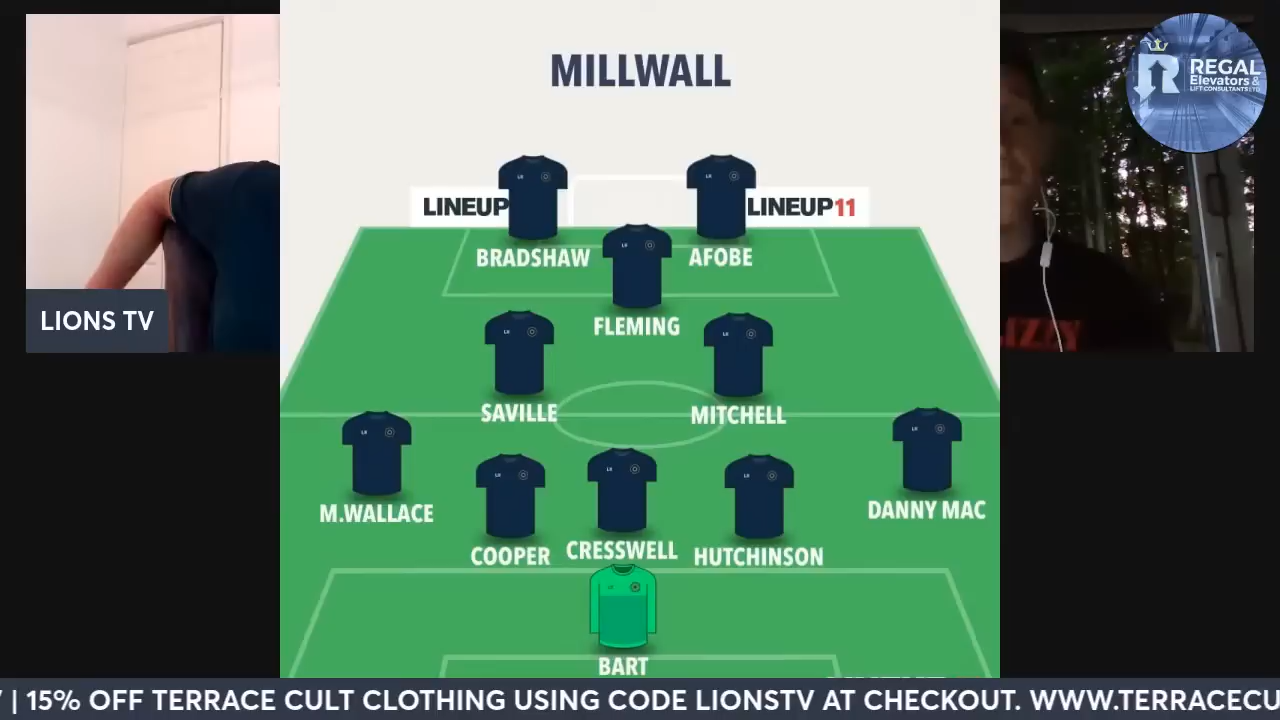 MILLWALL
REGAL
Elevators &
LIFT CONSULTANTS LTD
LINEUP
LINEUP11
BRADSHAW
AFOBE
FLEMING
LIONS TV
SAVILLE
MITCHELL
M.WALLACE
DANNY MAC
COOPER
CRESSWELL
HUTCHINSON
BART
| 15% OFF TERRACE CULT CLOTHING USING CODE LIONSTV AT CHECKOUT. WWW.TERRACECU